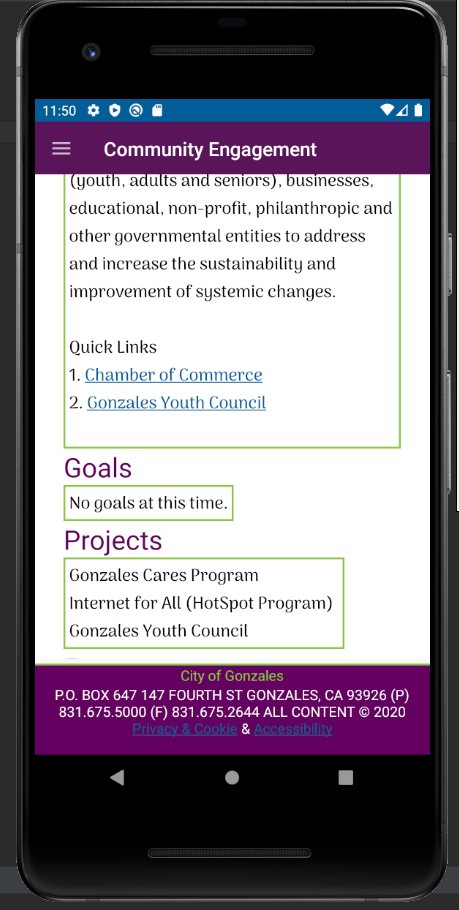 11:50
Community Engagement
(youth, adults and seniors), businesses,
educational, non-profit, philanthropic and
other governmental entities to address
and increase the sustainability and
improvement of systemic changes.
Quick Links
1. Chamber of Commerce
2. Gonzales Youth Council
Goals
No goals at this time.
Projects
Gonzales Cares Program
Internet for All (HotSpot Program)
Gonzales Youth Council
City of Gonzales
P.O. BOX 647 147 FOURTH ST GONZALES, CA 93926 (P)
831.675.5000 (F) 831.675.2644 ALL CONTENT © 2020
Privacy & Cookie & Accessibility